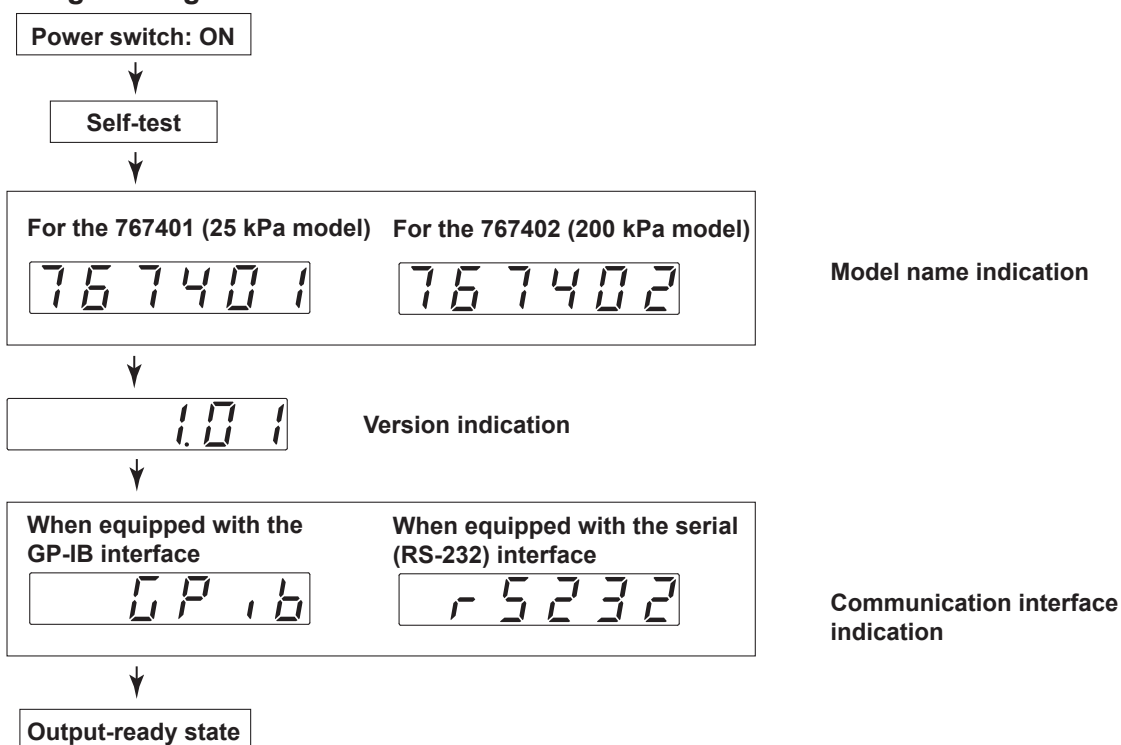 Power switch: ON
Self-test
For the 767401 (25 kPa model) For the 767402 (200 kPa model)
767401 767402
Model name indication
1.01
Version indication
When equipped with the
GP-IB interface
When equipped with the serial
(RS-232) interface
GPib
rS232
Communication interface
indication
Output-ready state